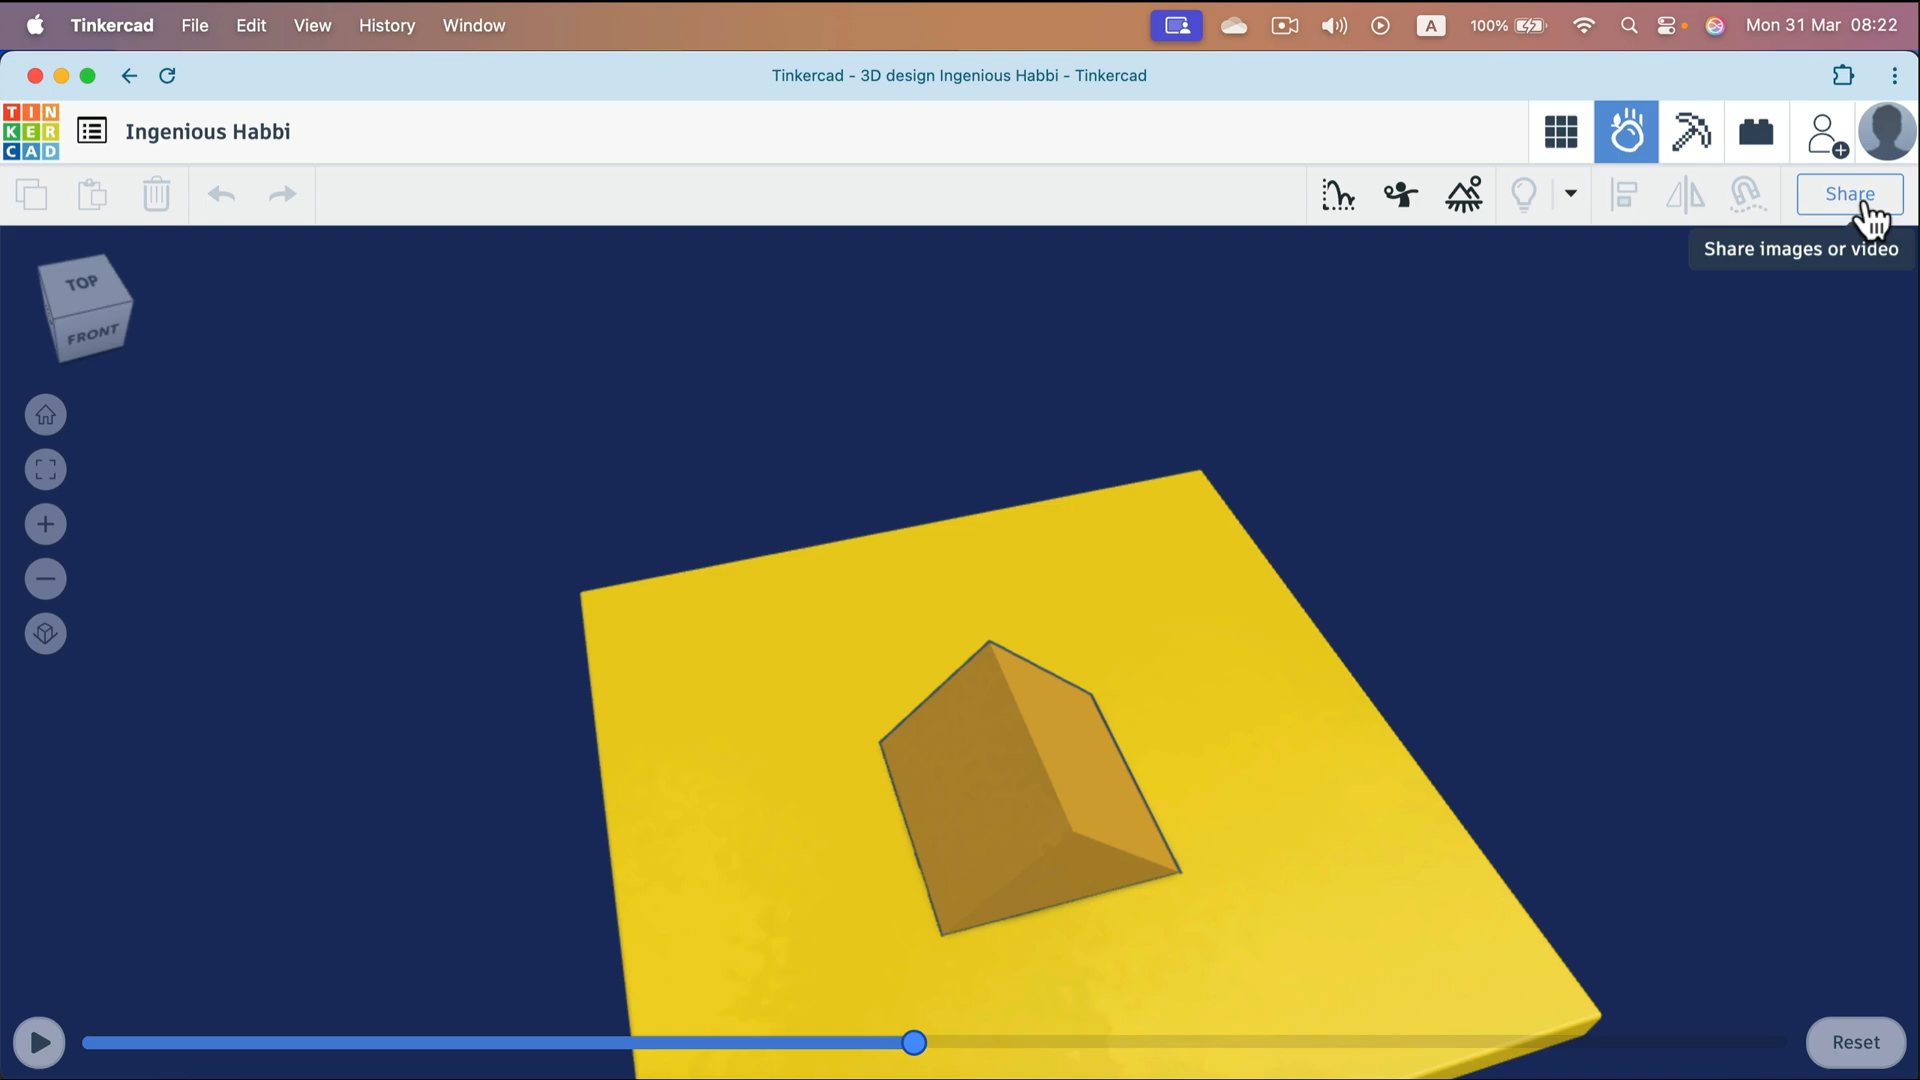 Tinkercad File Edit View History Window A 100% Mon 31 Mar 08:22
Tinkercad - 3D design Ingenious Habbi - Tinkercad
TIN
KER
CAD
Ingenious Habbi
Share
Share images or video
TOP
FRONT
Reset